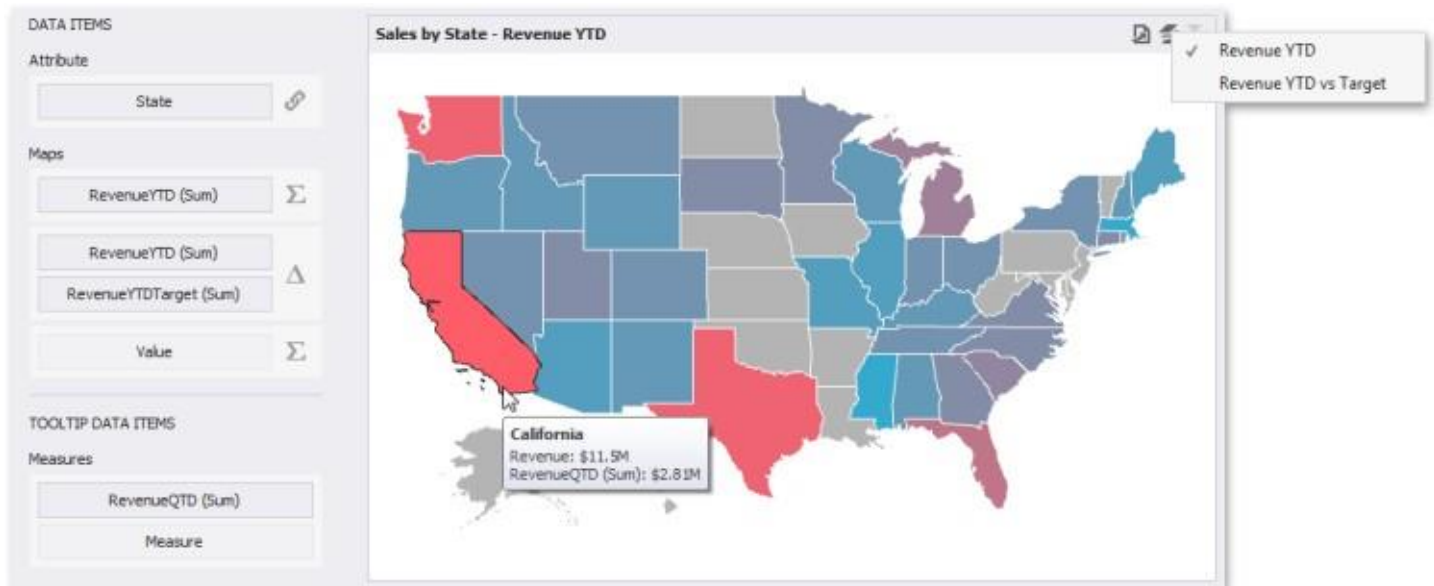 DATA ITEMS
Attribute
State
Maps
RevenueYTD (Sum)
Σ
RevenueYTD (Sum)
RevenueYTDTarget (Sum)
Δ
Value
Σ
TOOLTIP DATA ITEMS
Measures
RevenueQTD (Sum)
Measure
Sales by State - Revenue YTD
✓ Revenue YTD
Revenue YTD vs Target
California
Revenue: $11.5M
RevenueQTD (Sum): $2.81M